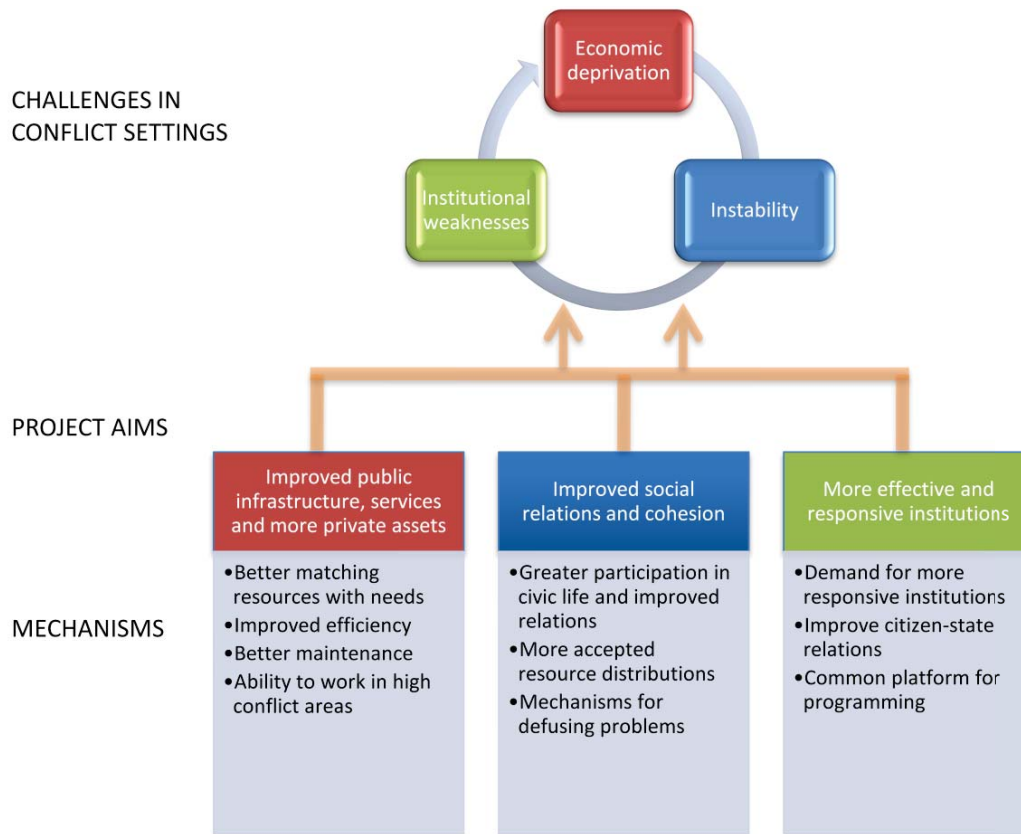 Economic
deprivation
CHALLENGES IN
CONFLICT SETTINGS
Institutional
weaknesses
Instability
PROJECT AIMS
Improved public
infrastructure, services
and more private assets
Improved social
relations and cohesion
More effective and
responsive institutions
MECHANISMS
•Better matching
resources with needs
•Improved efficiency
•Better maintenance
•Ability to work in high
conflict areas
•Greater participation in
civic life and improved
relations
•More accepted
resource distributions
•Mechanisms for
defusing problems
•Demand for more
responsive institutions
•Improve citizen-state
relations
•Common platform for
programming